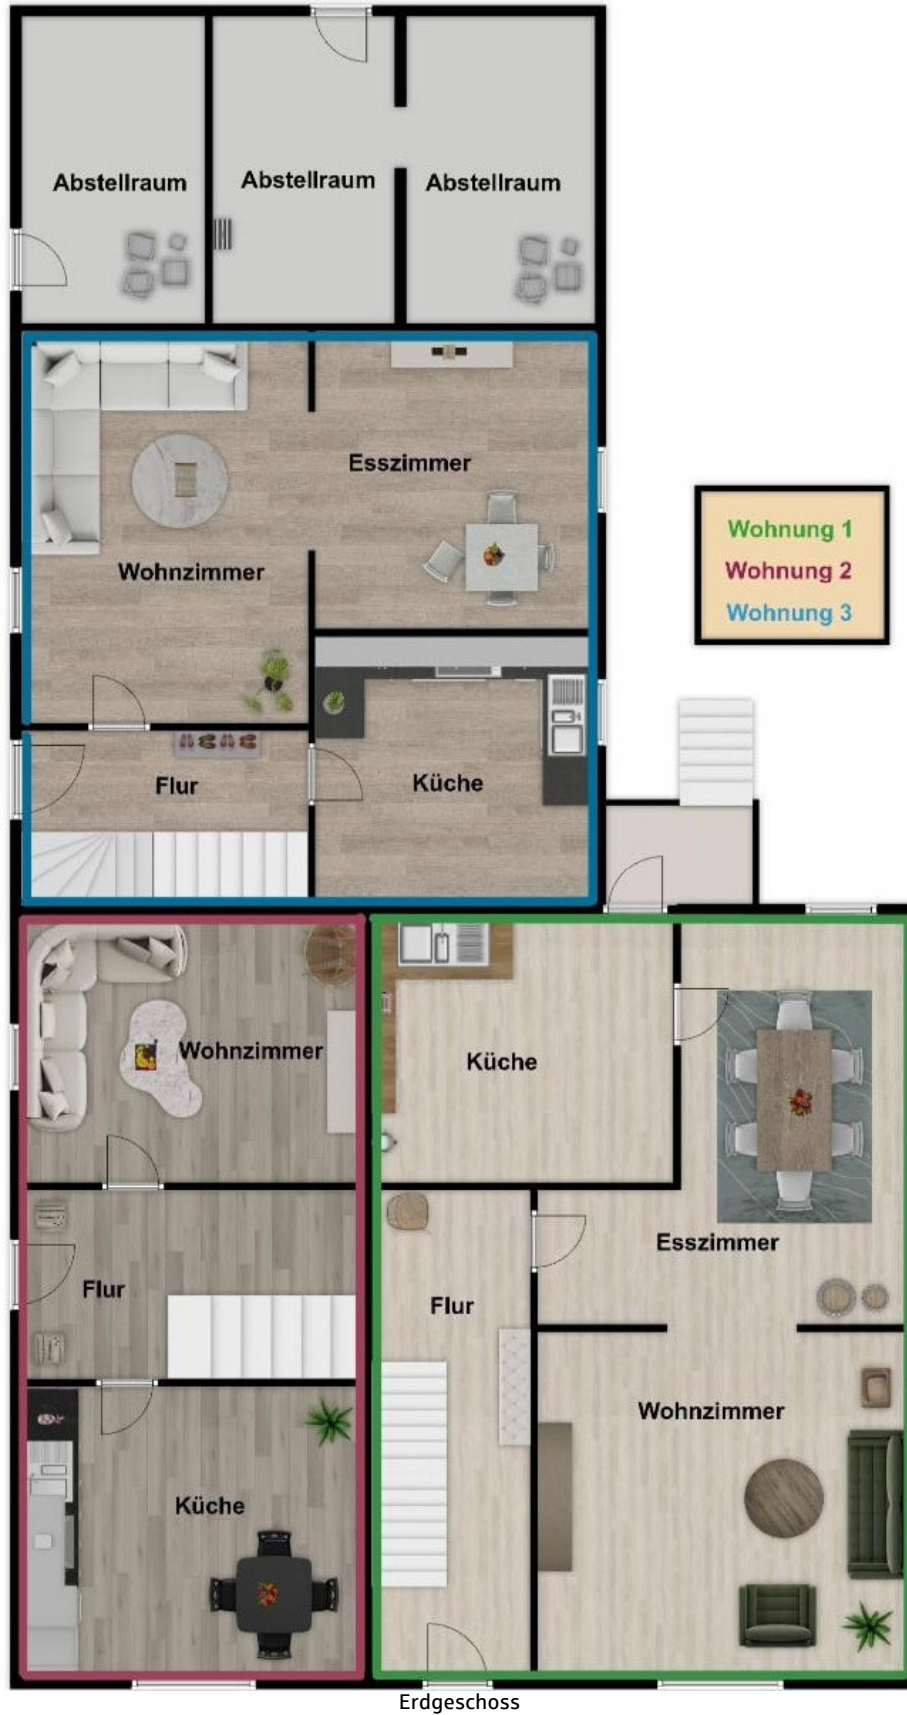 Abstellraum
Abstellraum
Abstellraum
Esszimmer
Wohnzimmer
Wohnung 1
Wohnung 2
Wohnung 3
Flur
Küche
Wohnzimmer
Küche
Esszimmer
Flur
Flur
Wohnzimmer
Küche
Erdgeschoss